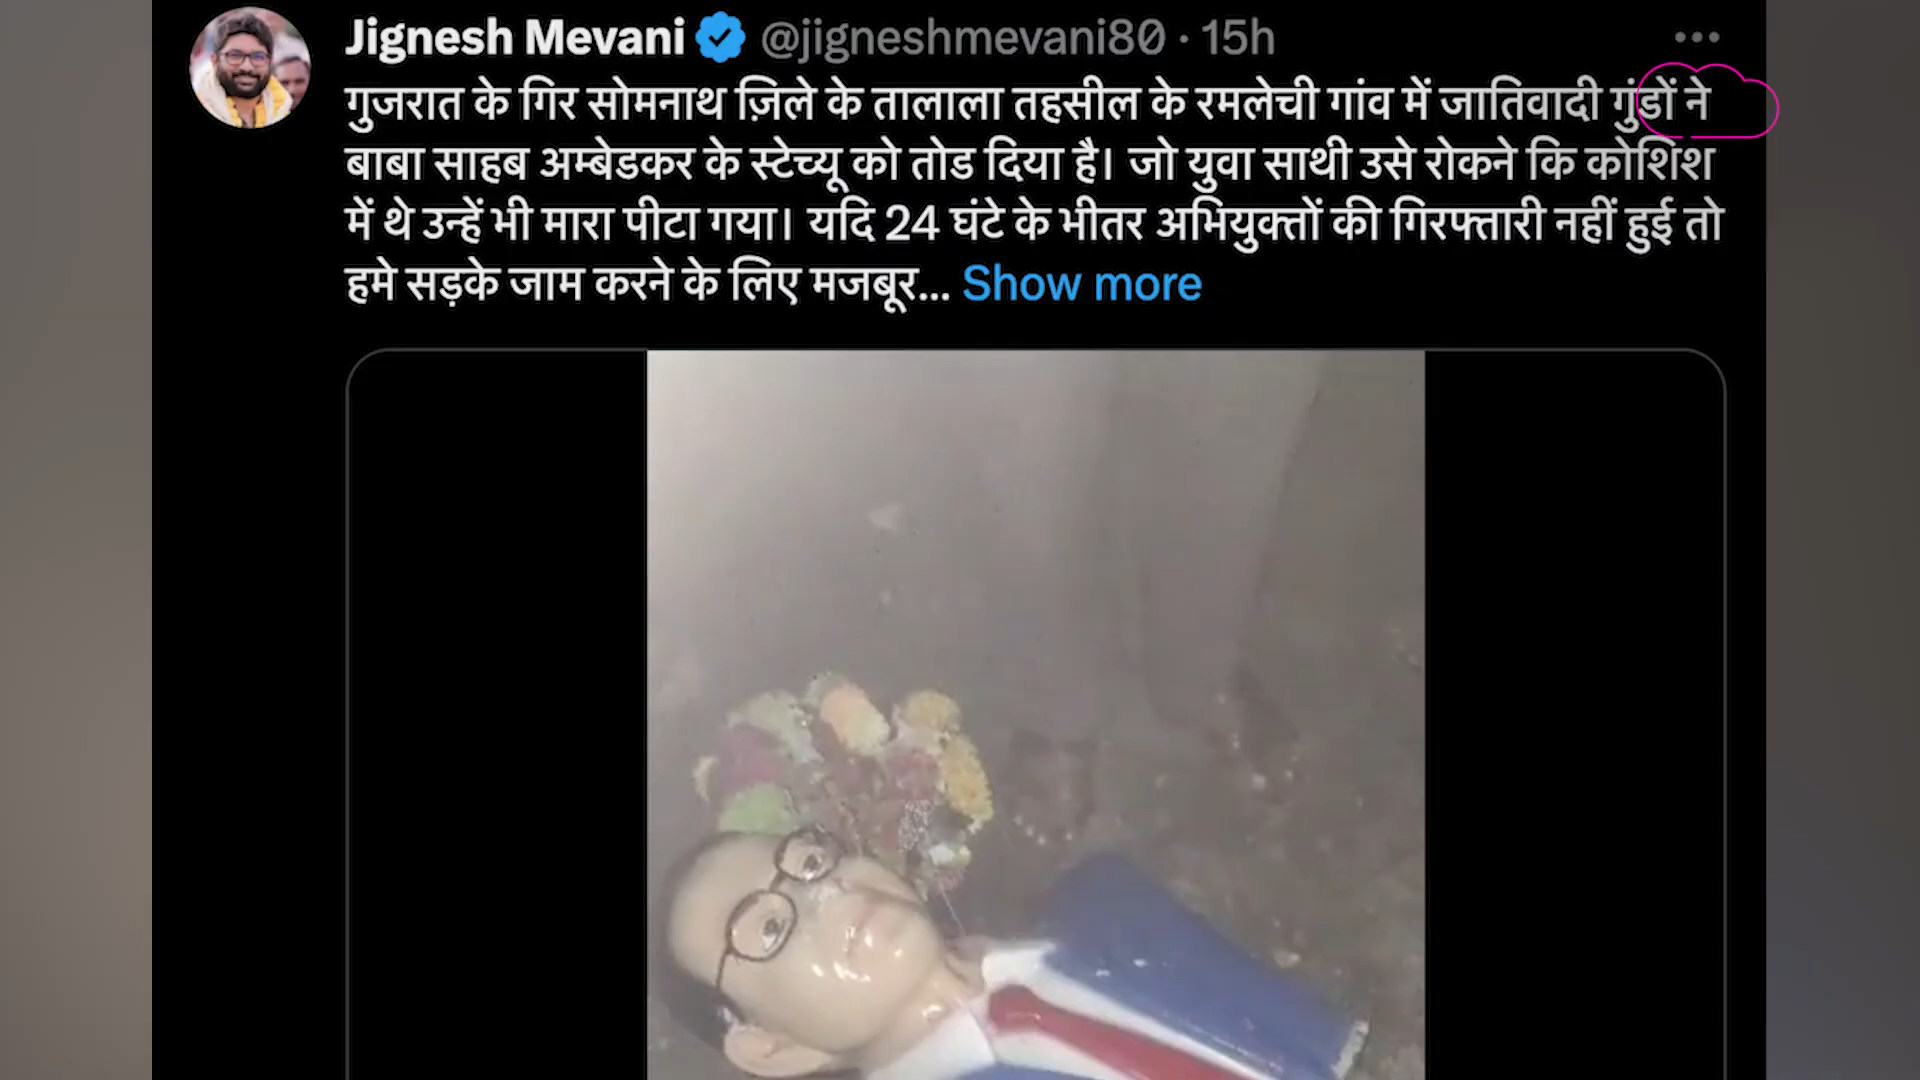 Jignesh Mevani @jigneshmevani80 · 15h
गुजरात के गिर सोमनाथ ज़िले के तालाला तहसील के रमलेची गांव में जातिवादी गुंडों ने
बाबा साहब अम्बेडकर के स्टेच्यू को तोड दिया है। जो युवा साथी उसे रोकने कि कोशिश
में थे उन्हें भी मारा पीटा गया। यदि 24 घंटे के भीतर अभियुक्तों की गिरफ्तारी नहीं हुई तो
हमे सड़के जाम करने के लिए मजबूर... Show more